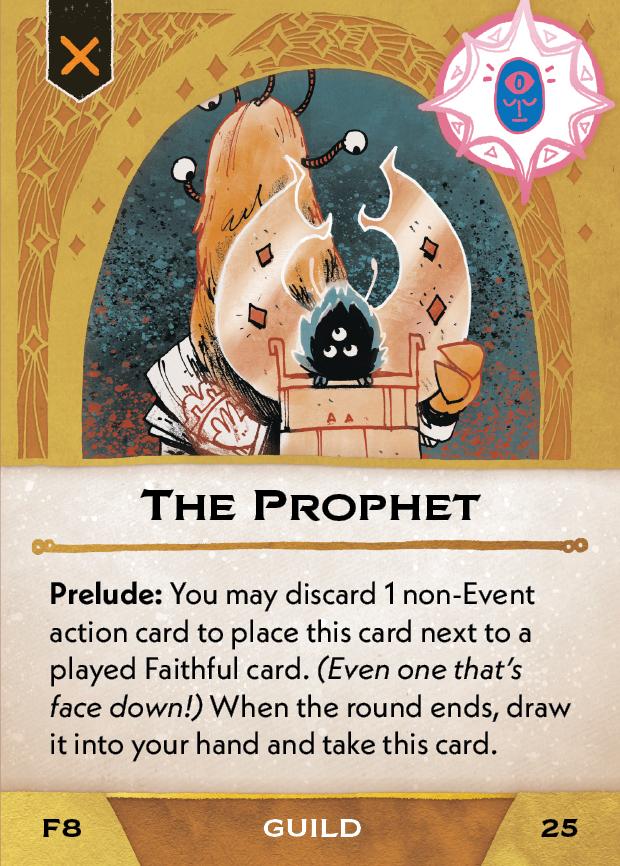 The Prophet
Prelude: You may discard 1 non-Event
action card to place this card next to a
played Faithful card. (Even one that's
face down!) When the round ends, draw
it into your hand and take this card.
F8 GUILD 25